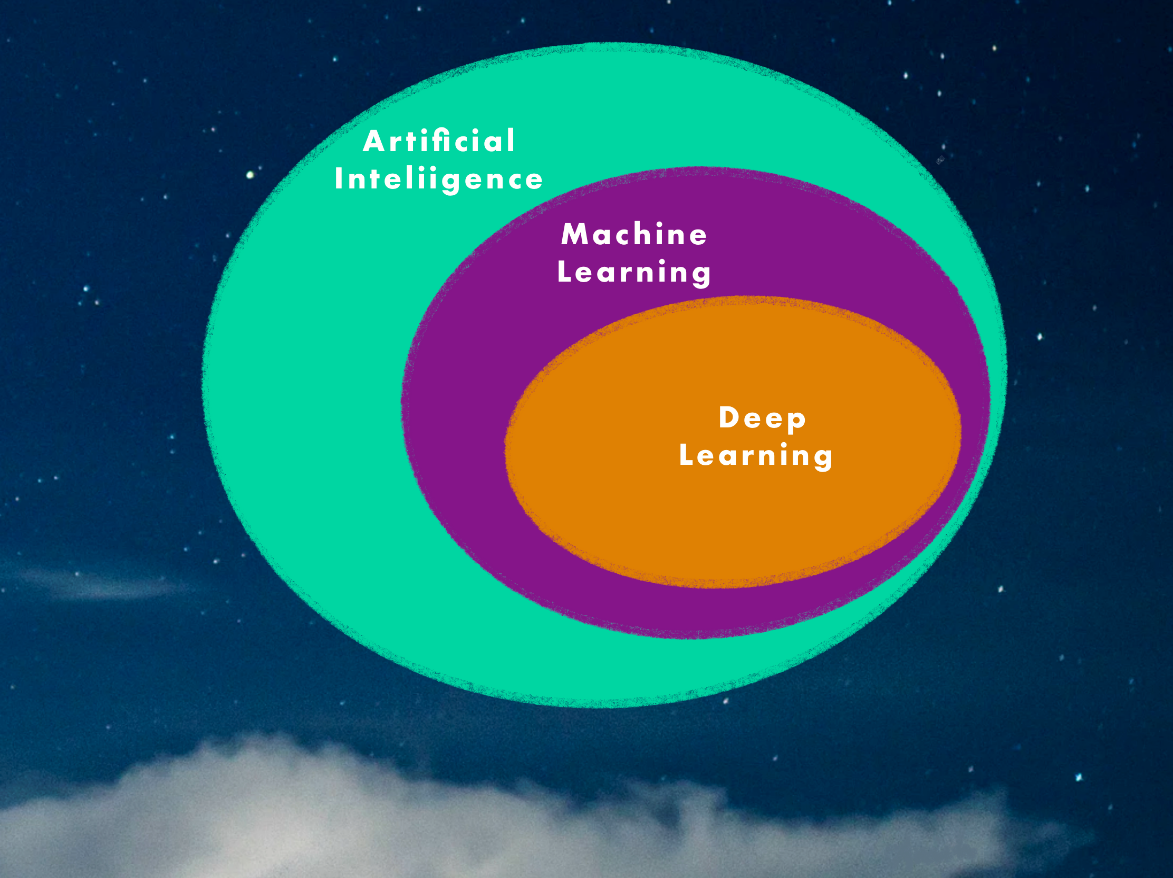 Artificial
Inteliigence
Machine
Learning
Deep
Learning